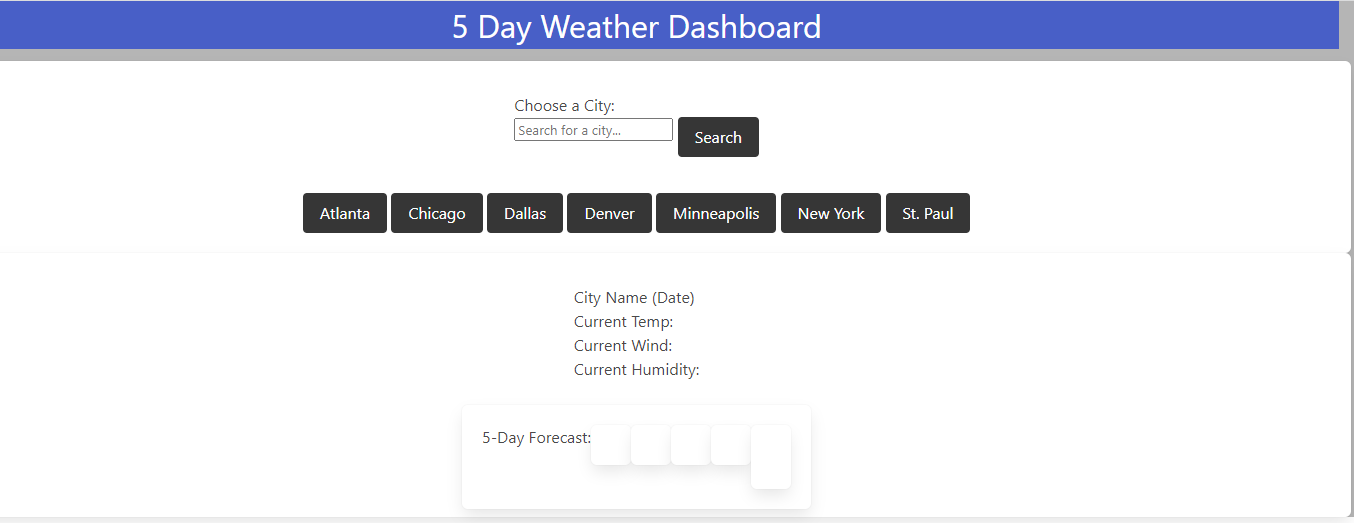 5 Day Weather Dashboard
Choose a City:
Search for a city...
Search
Atlanta Chicago Dallas Denver Minneapolis New York St. Paul
City Name (Date)
Current Temp:
Current Wind:
Current Humidity:
5-Day Forecast: